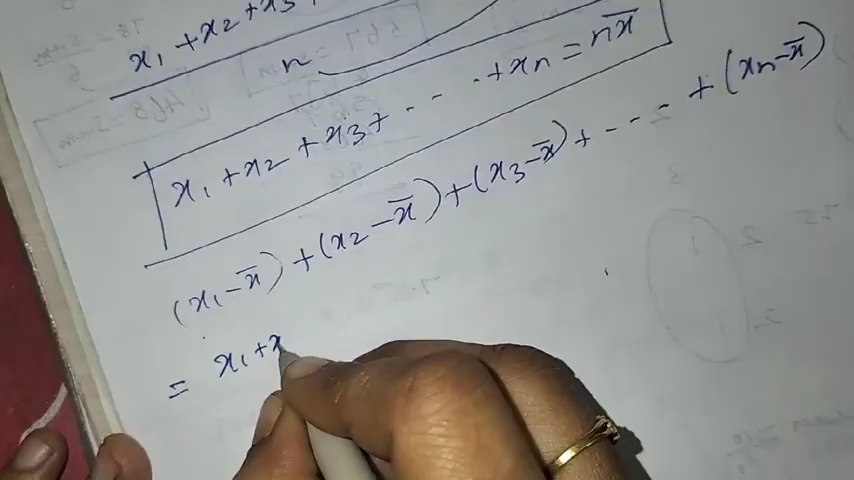 x₁ + x₂ + x₃ +
n
x₁ + x₂ + x₃ + - - - - + xn = nx̄
(x₁ - x̄) + (x₂ - x̄) + (x₃ - x̄) + - - - - + (xn - x̄)
= x₁ + x